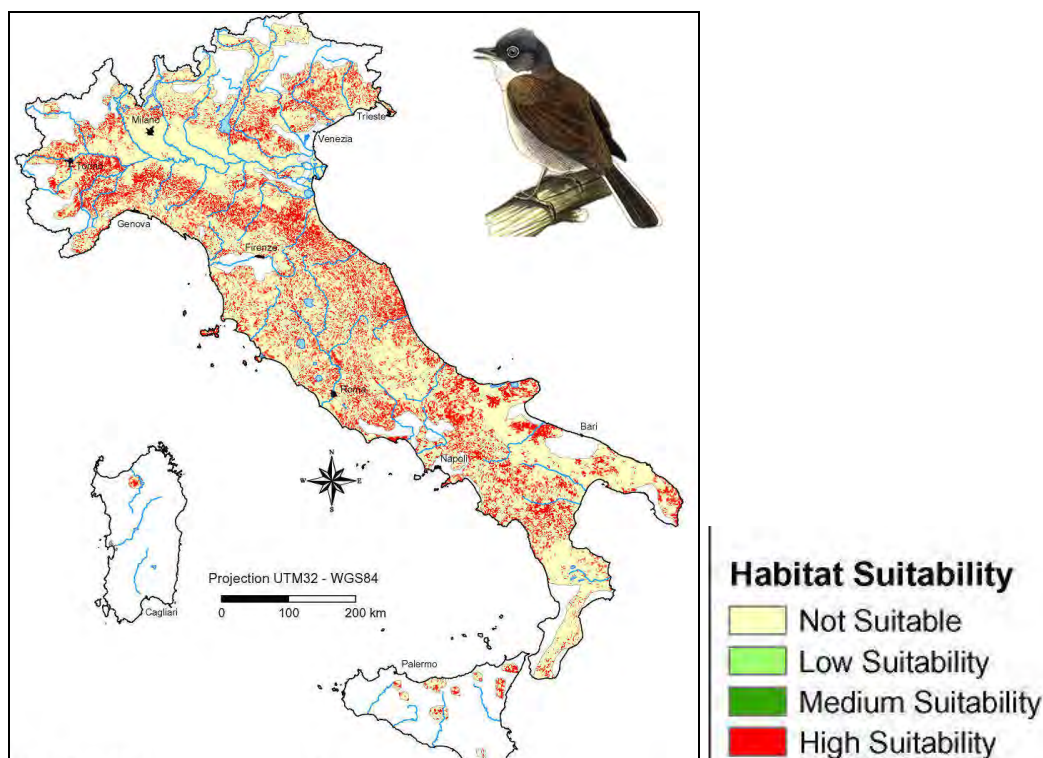 Milano
Trieste
Venezia
Torino
Genova
Firenze
Roma
Bari
Napoli
N
W E
S
Projection UTM32 - WGS84
0 100 200 km
Cagliari
Palermo
Habitat Suitability
Not Suitable
Low Suitability
Medium Suitability
High Suitability